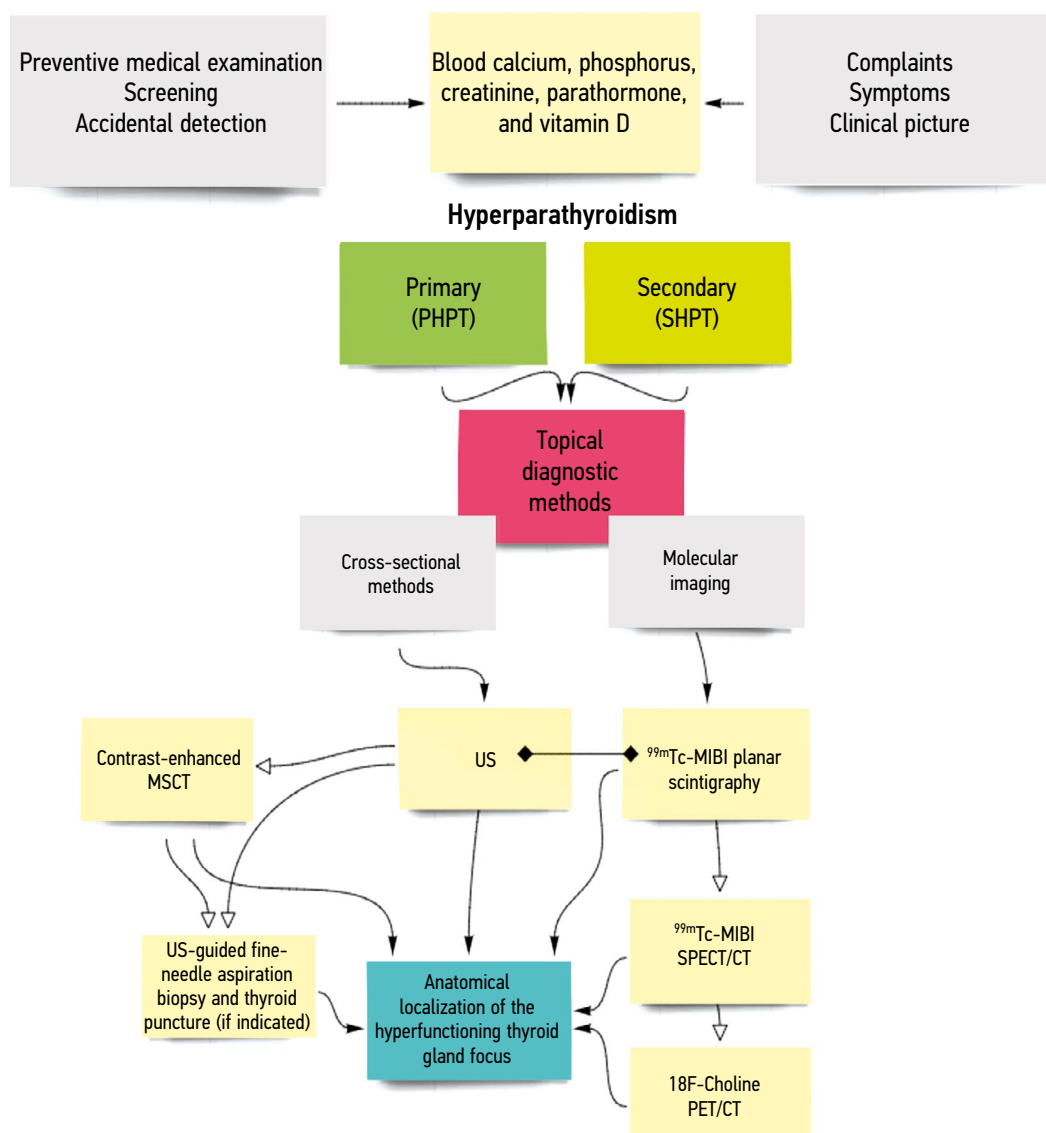 Preventive medical examination
Screening
Accidental detection
Blood calcium, phosphorus,
creatinine, parathormone,
and vitamin D
Complaints
Symptoms
Clinical picture
Hyperparathyroidism
Primary
(PHPT)
Secondary
(SHPT)
Topical
diagnostic
methods
Cross-sectional
methods
Molecular
imaging
Contrast-enhanced
MSCT
US
⁹⁹ᵐTc-MIBI planar
scintigraphy
US-guided fine-
needle aspiration
biopsy and thyroid
puncture (if indicated)
Anatomical
localization of the
hyperfunctioning thyroid
gland focus
⁹⁹ᵐTc-MIBI
SPECT/CT
18F-Choline
PET/CT